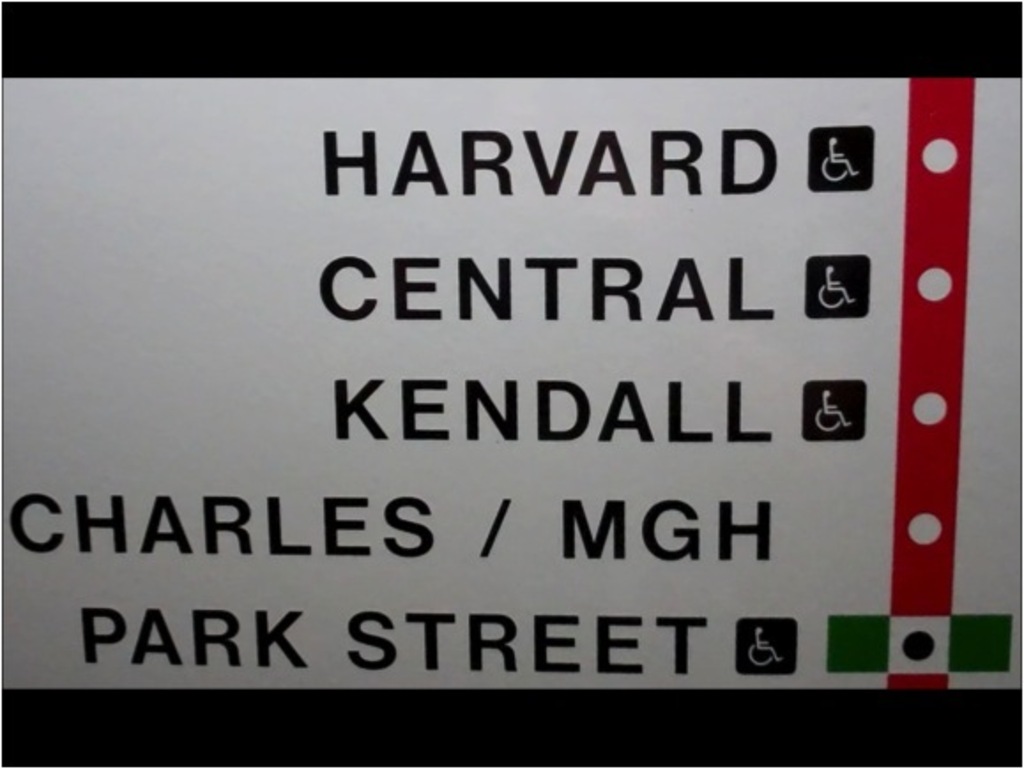 HARVARD
CENTRAL
KENDALL
CHARLES / MGH
PARK STREET